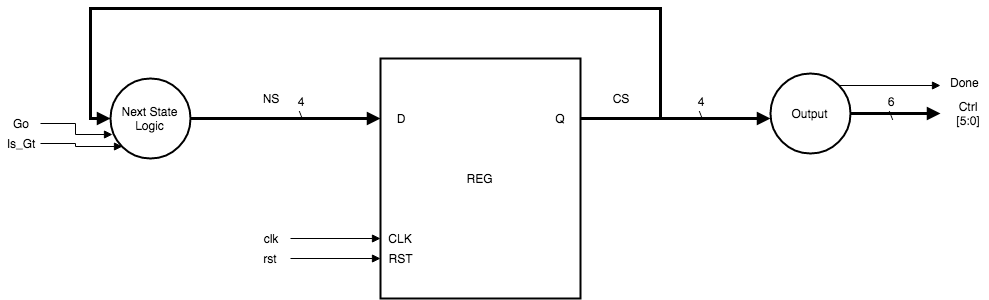 Next State
Logic
Go
Is_Gt
NS
4
D
Q
REG
clk
CLK
rst
RST
CS
4
Output
Done
6
Ctrl
[5:0]